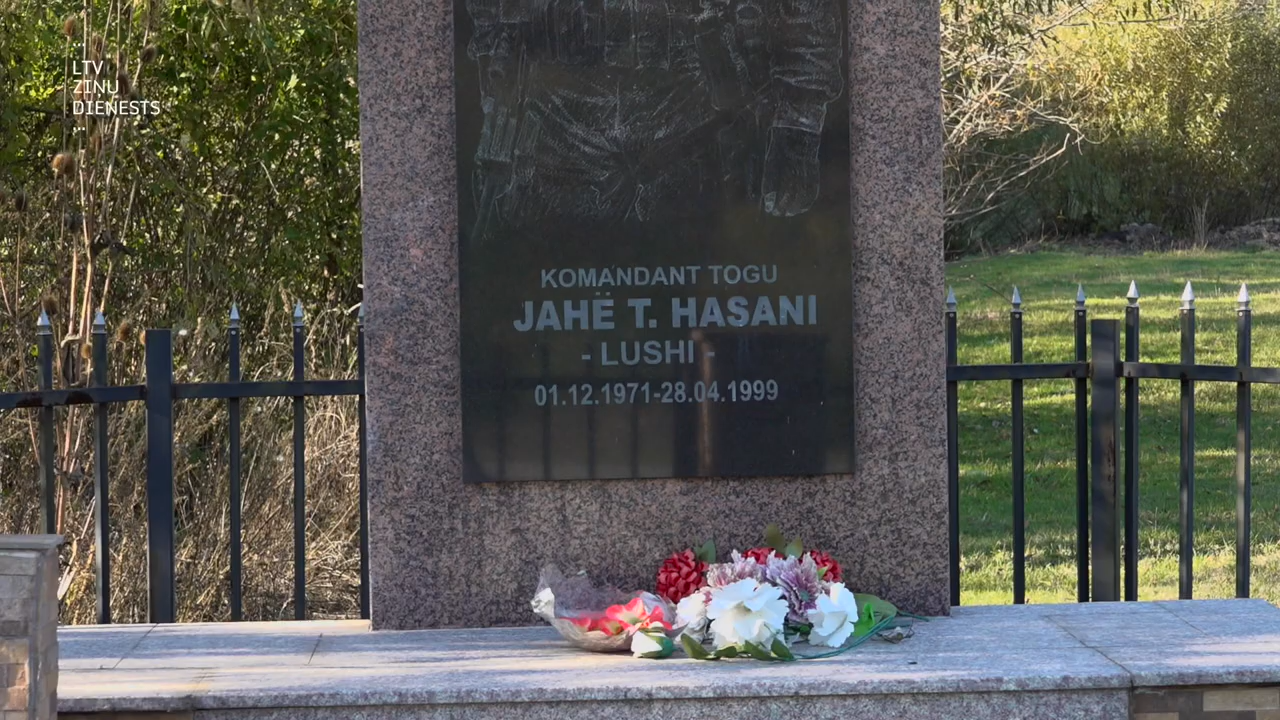 LTV
ZIŅU
DIENESTS
KOMANDANT TOGU
JAHË T. HASANI
- LUSHI -
01.12.1971-28.04.1999